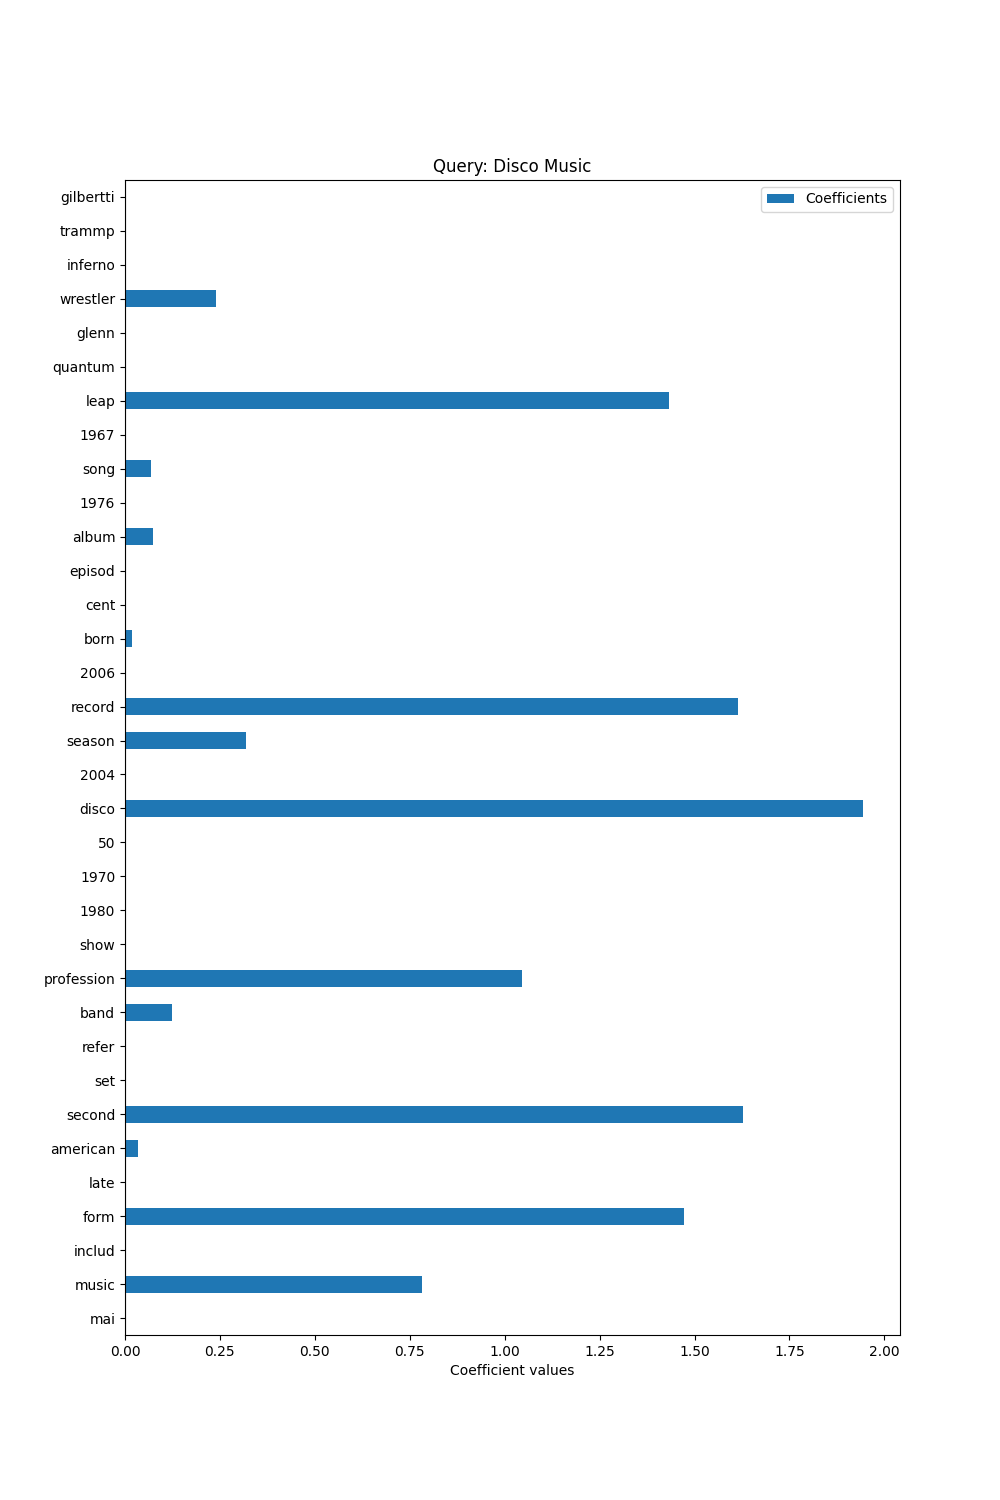 Query: Disco Music
Coefficients
gilbertti
trammp
inferno
wrestler
glenn
quantum
leap
1967
song
1976
album
episod
cent
born
2006
record
season
2004
disco
50
1970
1980
show
profession
band
refer
set
second
american
late
form
includ
music
mai
0.00 0.25 0.50 0.75 1.00 1.25 1.50 1.75 2.00
Coefficient values